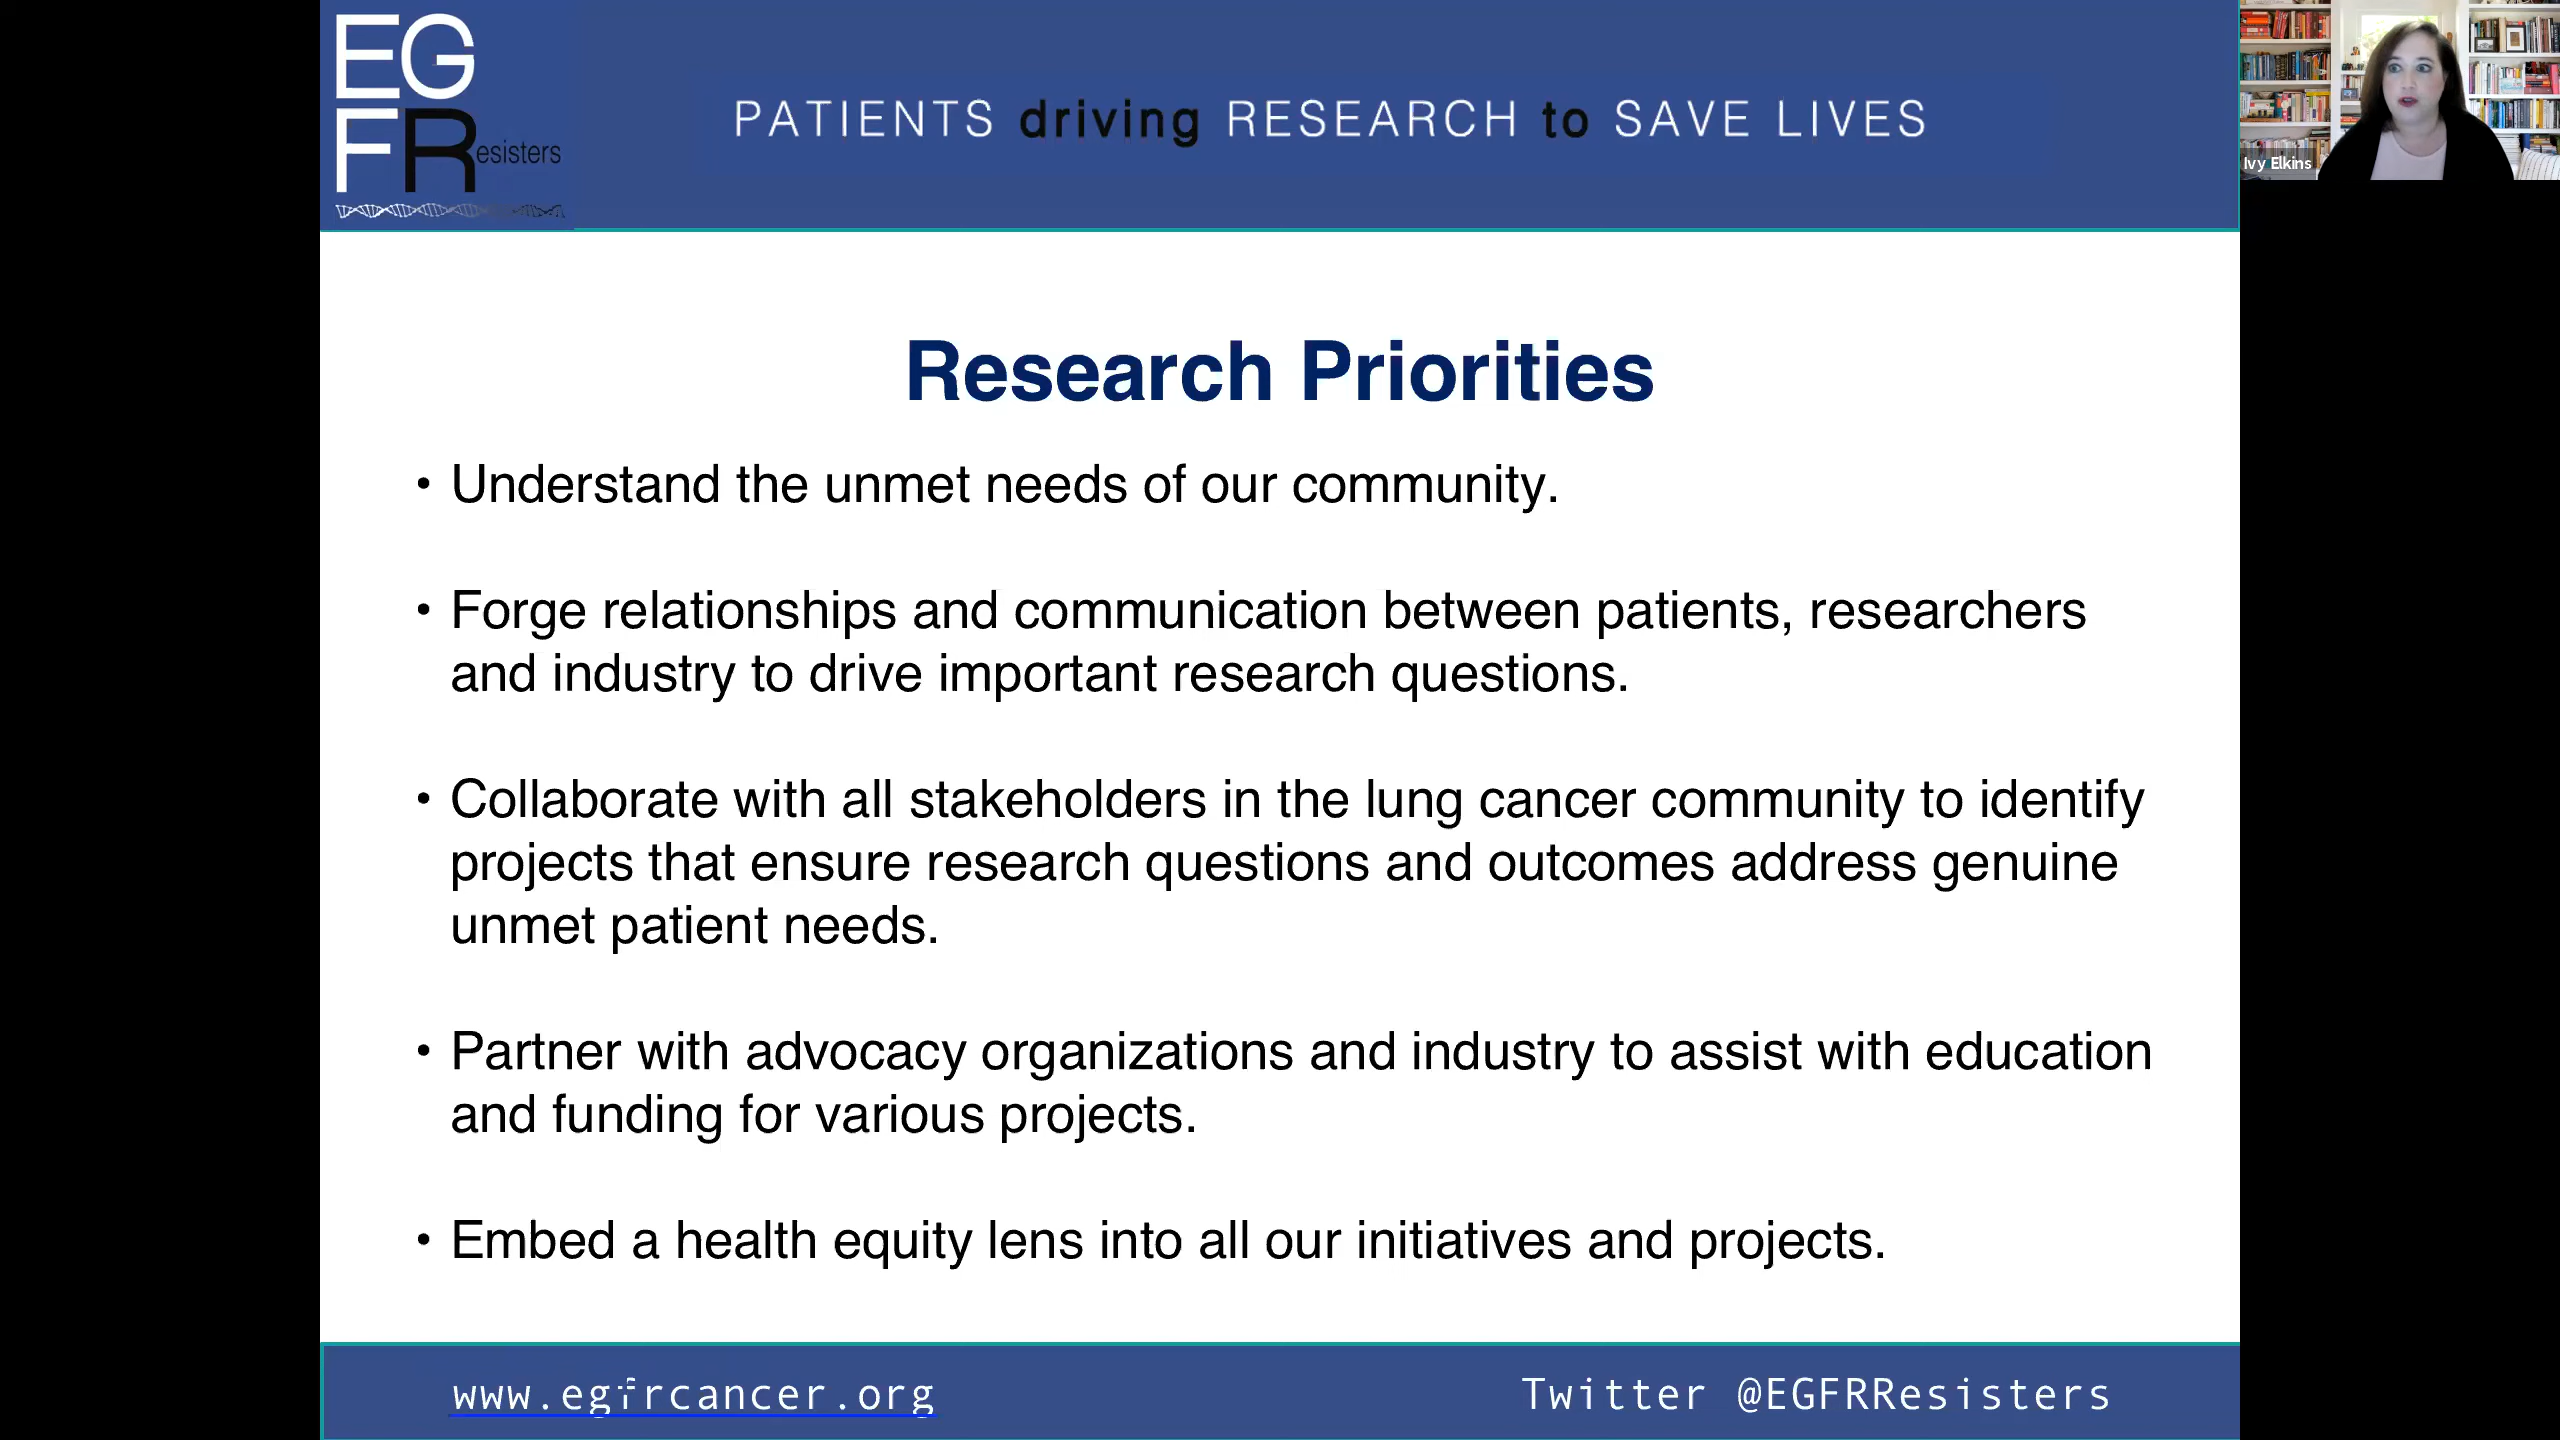 EG
FResisters
PATIENTS driving RESEARCH to SAVE LIVES
Ivy Elkins
Research Priorities
• Understand the unmet needs of our community.
• Forge relationships and communication between patients, researchers
and industry to drive important research questions.
• Collaborate with all stakeholders in the lung cancer community to identify
projects that ensure research questions and outcomes address genuine
unmet patient needs.
• Partner with advocacy organizations and industry to assist with education
and funding for various projects.
• Embed a health equity lens into all our initiatives and projects.
www.egfrcancer.org
Twitter @EGFRResisters